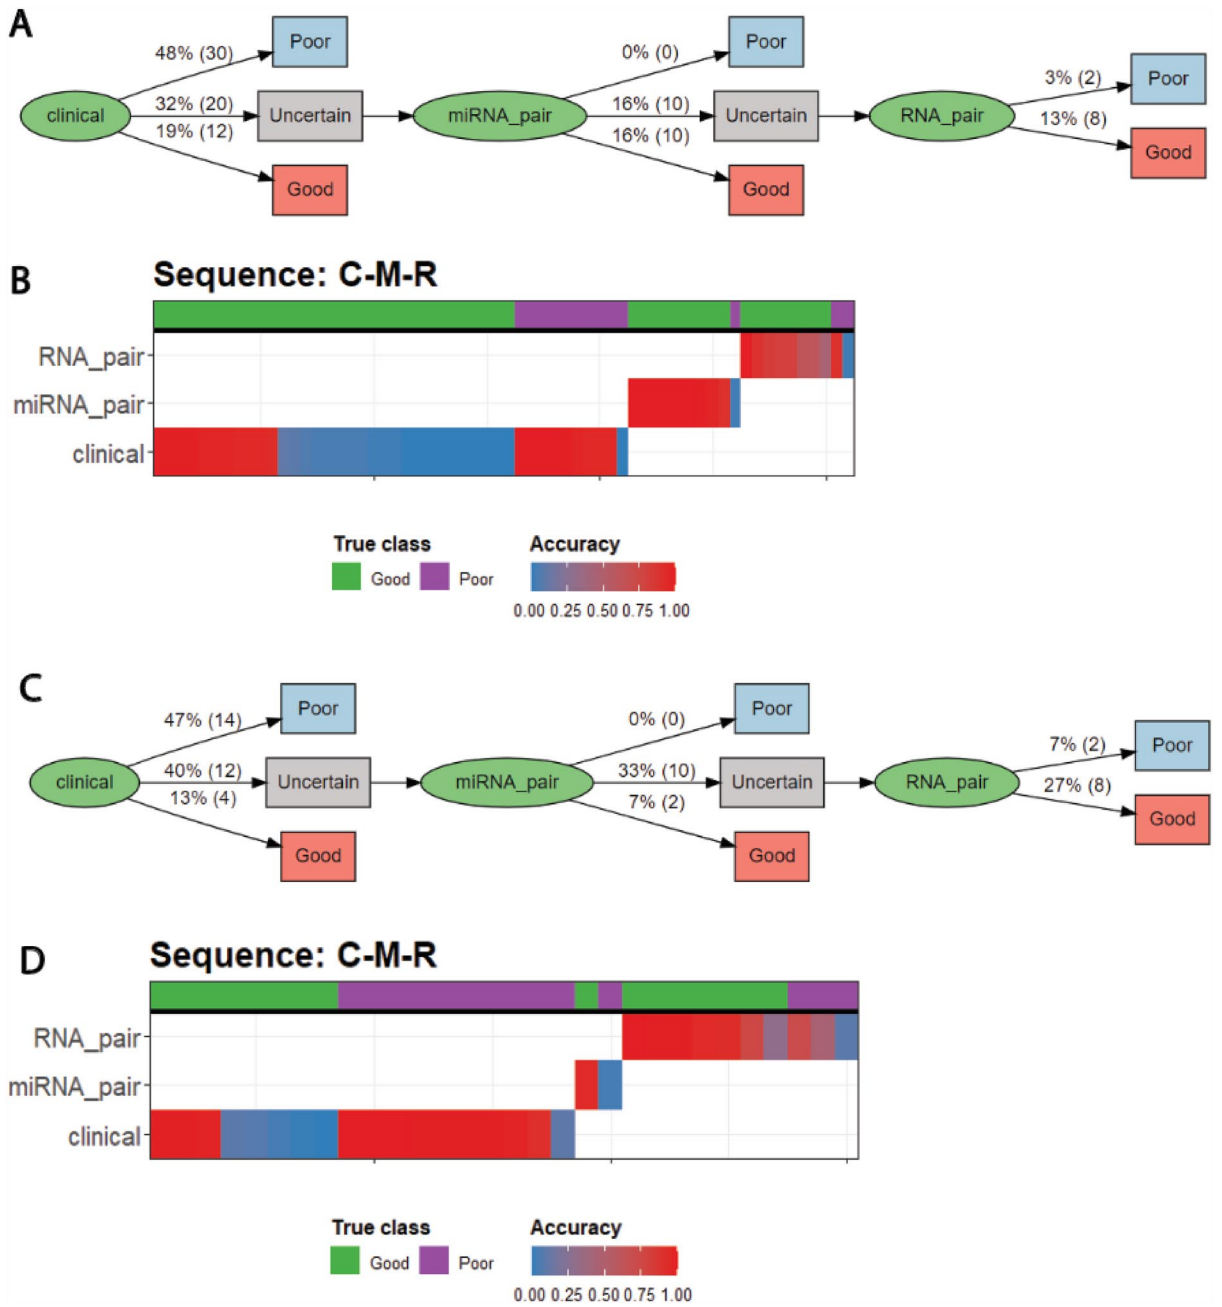 A
clinical
48% (30)
32% (20)
19% (12)
Poor
Uncertain
Good
miRNA_pair
0% (0)
16% (10)
16% (10)
Poor
Uncertain
Good
RNA_pair
3% (2)
13% (8)
Poor
Good
B
Sequence: C-M-R
RNA_pair
miRNA_pair
clinical
True class
Good
Poor
Accuracy
0.00 0.25 0.50 0.75 1.00
C
clinical
47% (14)
40% (12)
13% (4)
Poor
Uncertain
Good
miRNA_pair
0% (0)
33% (10)
7% (2)
Poor
Uncertain
Good
RNA_pair
7% (2)
27% (8)
Poor
Good
D
Sequence: C-M-R
RNA_pair
miRNA_pair
clinical
True class
Good
Poor
Accuracy
0.00 0.25 0.50 0.75 1.00